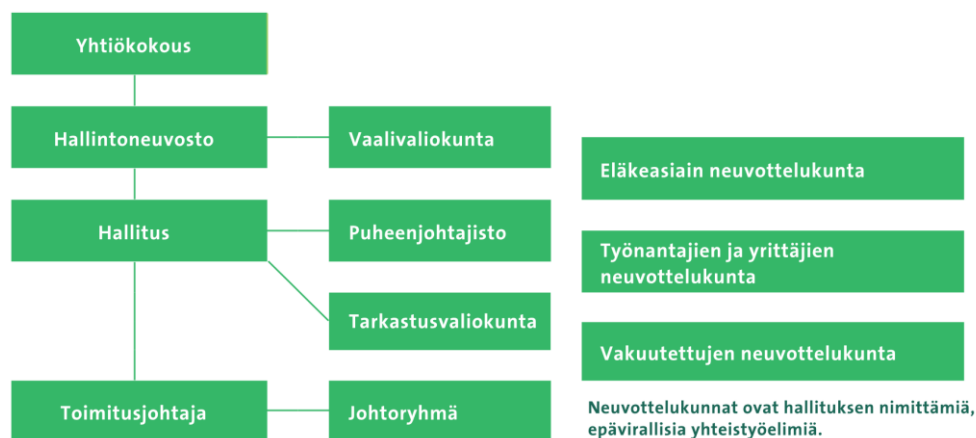 Yhtiökokous
Hallintoneuvosto
Vaalivaliokunta
Eläkeasiain neuvottelukunta
Hallitus
Puheenjohtajisto
Työnantajien ja yrittäjien
neuvottelukunta
Tarkastusvaliokunta
Vakuutettujen neuvottelukunta
Toimitusjohtaja
Johtoryhmä
Neuvottelukunnat ovat hallituksen nimittämiä,
epävirallisia yhteistyöelimiä.